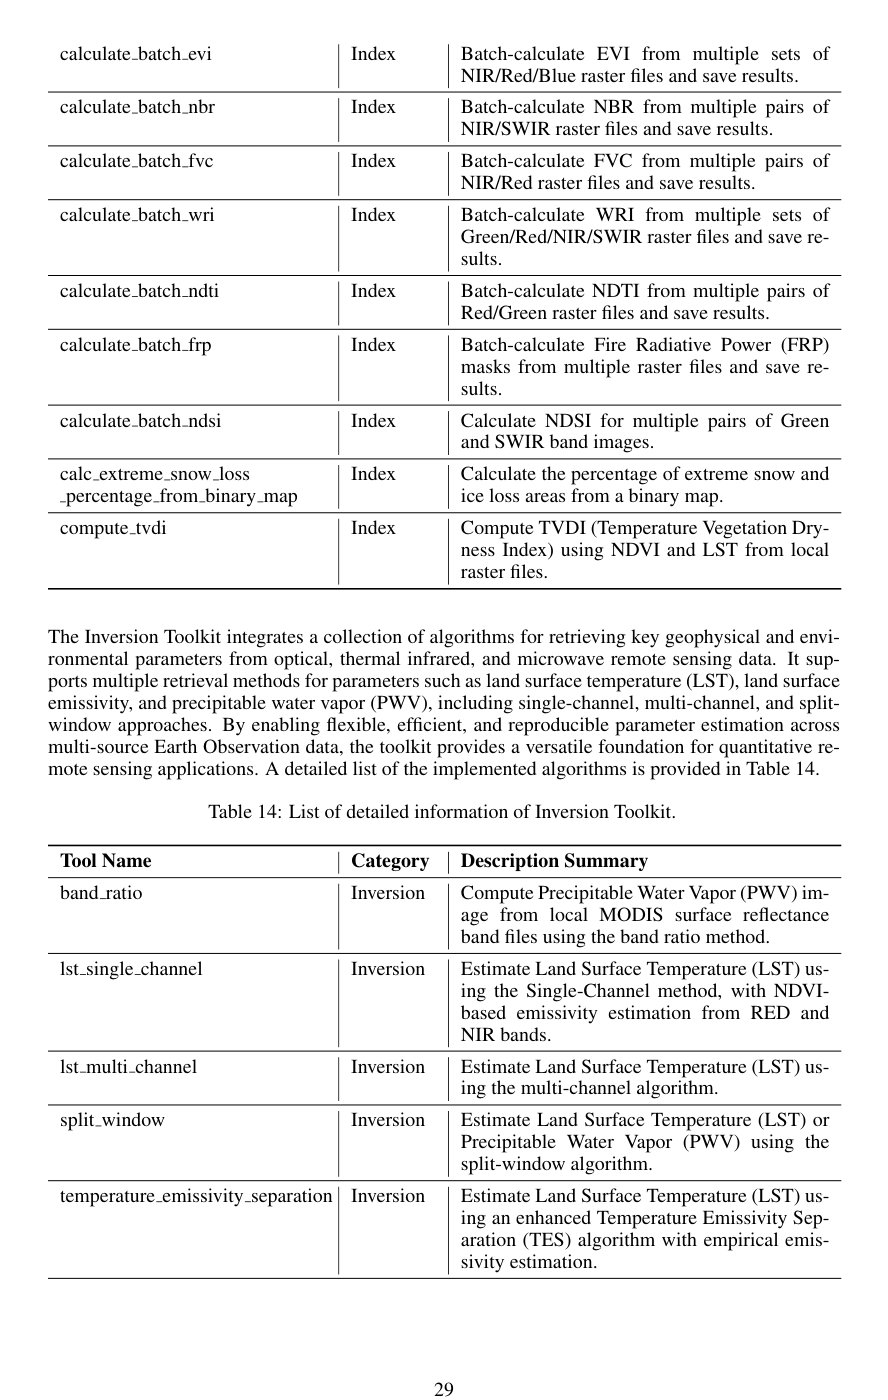 calculate_batch_evi Index Batch-calculate EVI from multiple sets of
NIR/Red/Blue raster files and save results.
calculate_batch_nbr Index Batch-calculate NBR from multiple pairs of
NIR/SWIR raster files and save results.
calculate_batch_fvc Index Batch-calculate FVC from multiple pairs of
NIR/Red raster files and save results.
calculate_batch_wri Index Batch-calculate WRI from multiple sets of
Green/Red/NIR/SWIR raster files and save re-
sults.
calculate_batch_ndti Index Batch-calculate NDTI from multiple pairs of
Red/Green raster files and save results.
calculate_batch_frp Index Batch-calculate Fire Radiative Power (FRP)
masks from multiple raster files and save re-
sults.
calculate_batch_ndsi Index Calculate NDSI for multiple pairs of Green
and SWIR band images.
calc_extreme_snow_loss Index Calculate the percentage of extreme snow and
_percentage_from_binary_map ice loss areas from a binary map.
compute_tvdi Index Compute TVDI (Temperature Vegetation Dry-
ness Index) using NDVI and LST from local
raster files.
The Inversion Toolkit integrates a collection of algorithms for retrieving key geophysical and envi-
ronmental parameters from optical, thermal infrared, and microwave remote sensing data. It sup-
ports multiple retrieval methods for parameters such as land surface temperature (LST), land surface
emissivity, and precipitable water vapor (PWV), including single-channel, multi-channel, and split-
window approaches. By enabling flexible, efficient, and reproducible parameter estimation across
multi-source Earth Observation data, the toolkit provides a versatile foundation for quantitative re-
mote sensing applications. A detailed list of the implemented algorithms is provided in Table 14.
Table 14: List of detailed information of Inversion Toolkit.
Tool Name Category Description Summary
band_ratio Inversion Compute Precipitable Water Vapor (PWV) im-
age from local MODIS surface reflectance
band files using the band ratio method.
lst_single_channel Inversion Estimate Land Surface Temperature (LST) us-
ing the Single-Channel method, with NDVI-
based emissivity estimation from RED and
NIR bands.
lst_multi_channel Inversion Estimate Land Surface Temperature (LST) us-
ing the multi-channel algorithm.
split_window Inversion Estimate Land Surface Temperature (LST) or
Precipitable Water Vapor (PWV) using the
split-window algorithm.
temperature_emissivity_separation Inversion Estimate Land Surface Temperature (LST) us-
ing an enhanced Temperature Emissivity Sep-
aration (TES) algorithm with empirical emis-
sivity estimation.
29